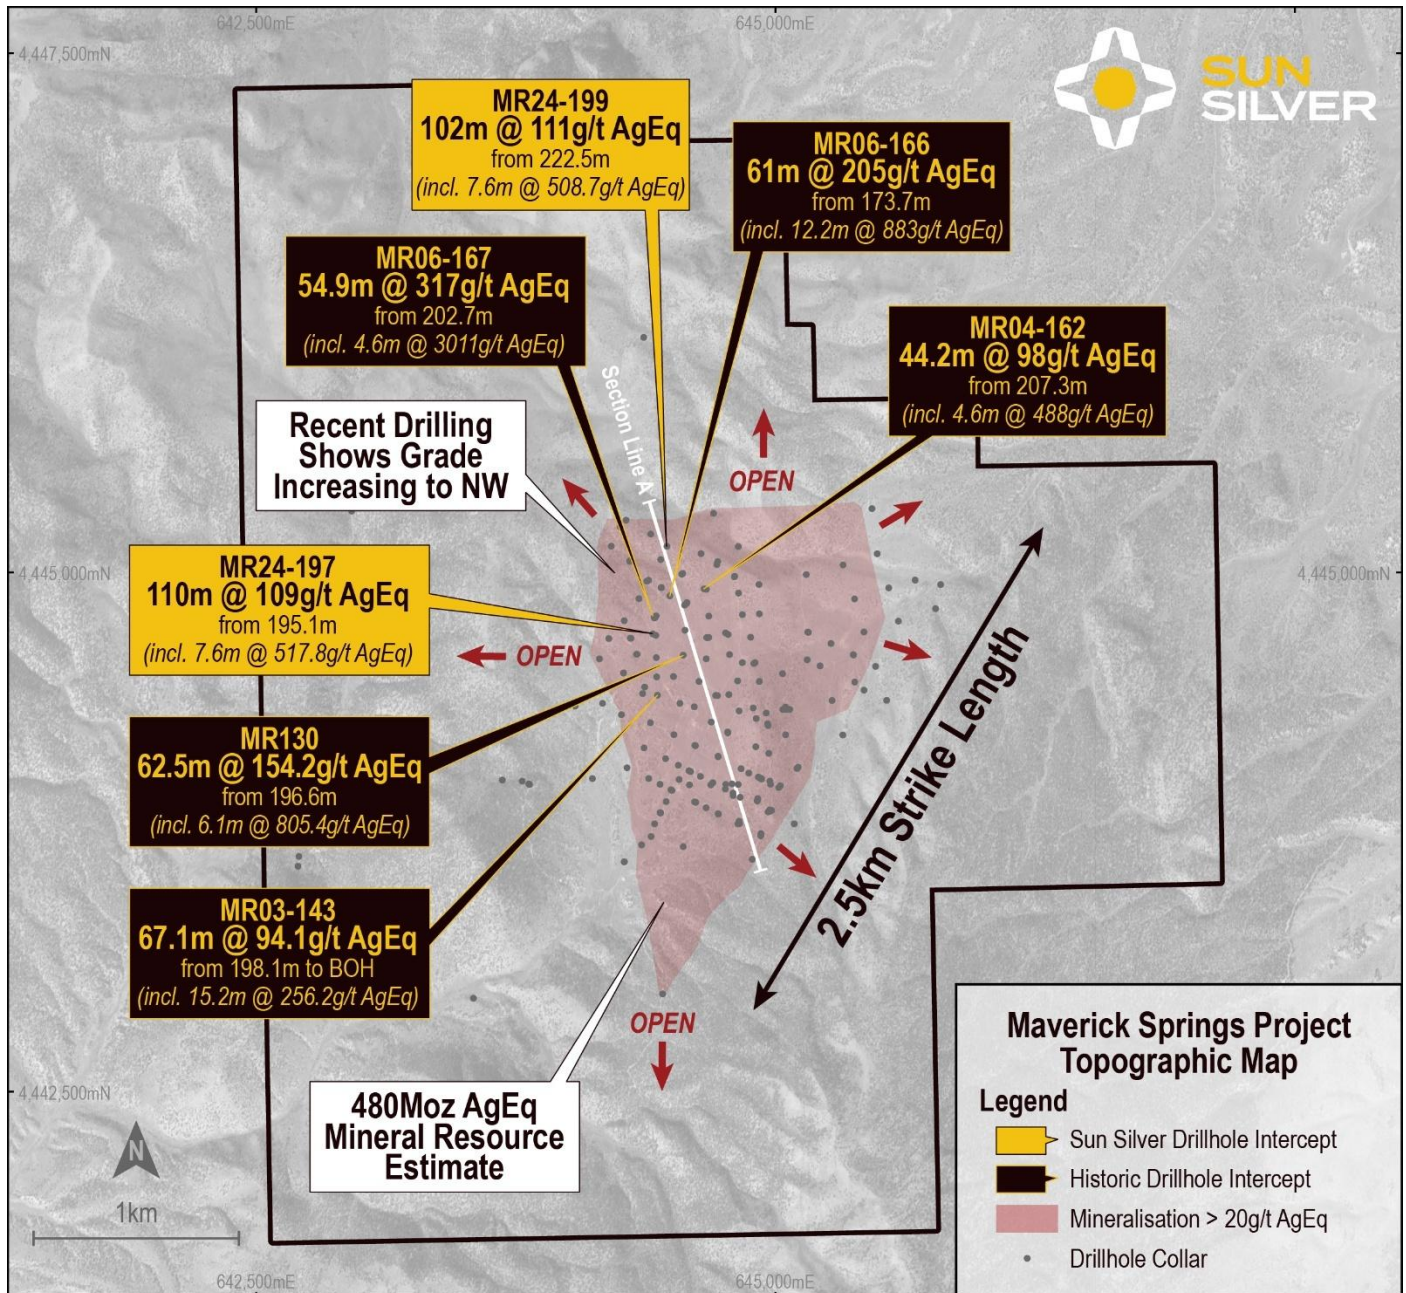 642,500mE
645,000mE
4,447,500mN
SUN
SILVER
MR24-199
102m @ 111g/t AgEq
from 222.5m
(incl. 7.6m @ 508.7g/t AgEq)
MR06-166
61m @ 205g/t AgEq
from 173.7m
(incl. 12.2m @ 883g/t AgEq)
MR06-167
54.9m @ 317g/t AgEq
from 202.7m
(incl. 4.6m @ 3011g/t AgEq)
MR04-162
44.2m @ 98g/t AgEq
from 207.3m
(incl. 4.6m @ 488g/t AgEq)
Section Line A
Recent Drilling
Shows Grade
Increasing to NW
OPEN
4,445,000mN
4,445,000mN
MR24-197
110m @ 109g/t AgEq
from 195.1m
(incl. 7.6m @ 517.8g/t AgEq)
OPEN
2.5km Strike Length
MR130
62.5m @ 154.2g/t AgEq
from 196.6m
(incl. 6.1m @ 805.4g/t AgEq)
MR03-143
67.1m @ 94.1g/t AgEq
from 198.1m to BOH
(incl. 15.2m @ 256.2g/t AgEq)
OPEN
4,442,500mN
480Moz AgEq
Mineral Resource
Estimate
N
1km
Maverick Springs Project
Topographic Map
Legend
Sun Silver Drillhole Intercept
Historic Drillhole Intercept
Mineralisation > 20g/t AgEq
Drillhole Collar
642,500mE
645,000mE